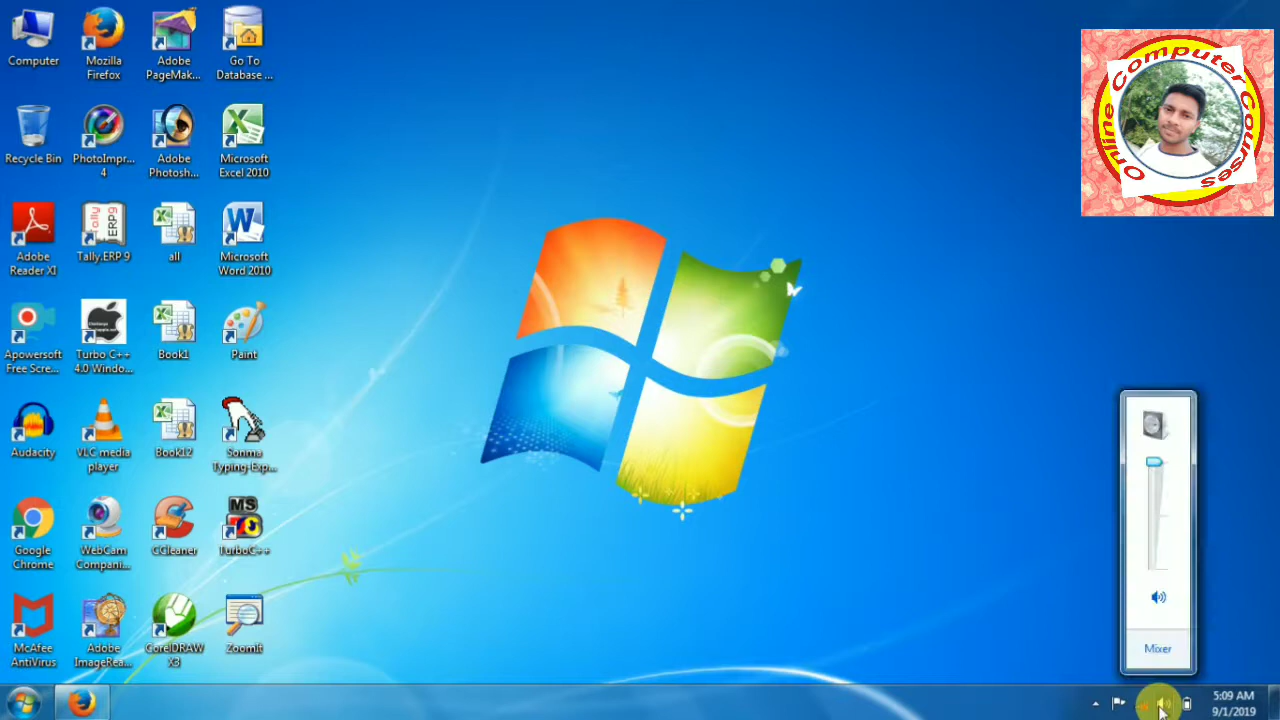 Computer
Mozilla
Firefox
Adobe
PageMak...
Go To
Database ...
Recycle Bin
PhotoImpr...
4
Adobe
Photosh...
Microsoft
Excel 2010
Adobe
Reader XI
Tally.ERP 9
all
Microsoft
Word 2010
Apowersoft
Free Scre...
Turbo C++
4.0 Windo...
Book1
Paint
Audacity
VLC media
player
Book12
Sonma
Typing-Exp...
Google
Chrome
WebCam
Compani...
CCleaner
MS
TurboC++
McAfee
AntiVirus
Adobe
ImageRea...
CorelDRAW
X3
ZoomIt
Online Computer Courses
Mixer
5:09 AM
9/1/2019